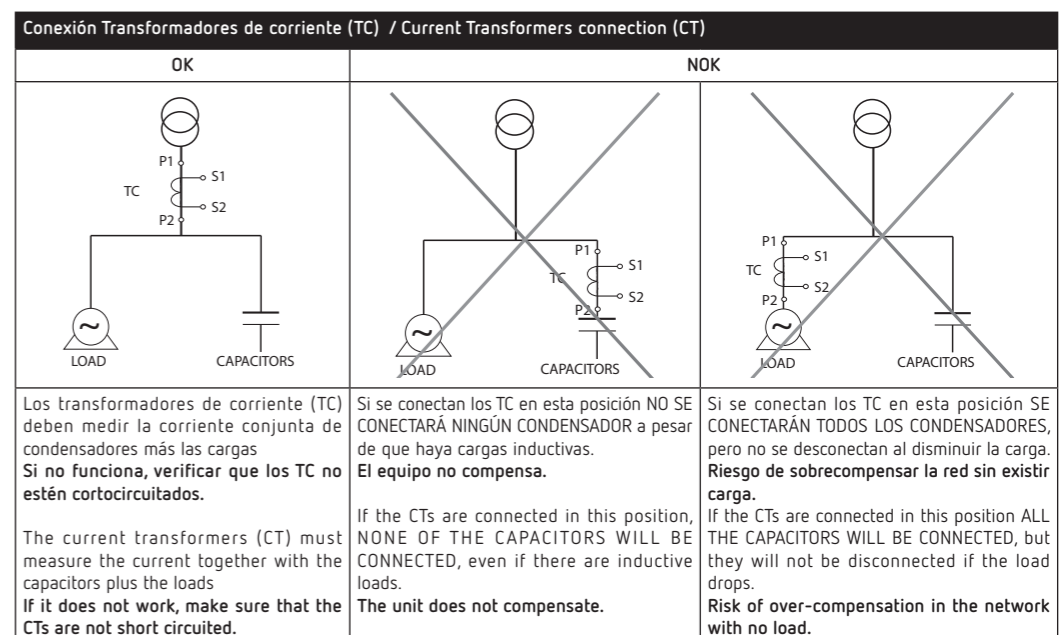 Conexión Transformadores de corriente (TC) / Current Transformers connection (CT)
OK
NOK
P1
S1
TC
S2
P2
LOAD
CAPACITORS
P1
S1
TC
S2
P2
LOAD
CAPACITORS
P1
S1
TC
S2
P2
LOAD
CAPACITORS
Los transformadores de corriente (TC)
deben medir la corriente conjunta de
condensadores más las cargas
Si no funciona, verificar que los TC no
estén cortocircuitados.
The current transformers (CT) must
measure the current together with the
capacitors plus the loads
If it does not work, make sure that the
CTs are not short circuited.
Si se conectan los TC en esta posición NO SE
CONECTARÁ NINGÚN CONDENSADOR a pesar
de que haya cargas inductivas.
El equipo no compensa.
If the CTs are connected in this position,
NONE OF THE CAPACITORS WILL BE
CONNECTED, even if there are inductive
loads.
The unit does not compensate.
Si se conectan los TC en esta posición SE
CONECTARÁN TODOS LOS CONDENSADORES,
pero no se desconectan al disminuir la carga.
Riesgo de sobrecompensar la red sin existir
carga.
If the CTs are connected in this position ALL
THE CAPACITORS WILL BE CONNECTED, but
they will not be disconnected if the load
drops.
Risk of over-compensation in the network
with no load.